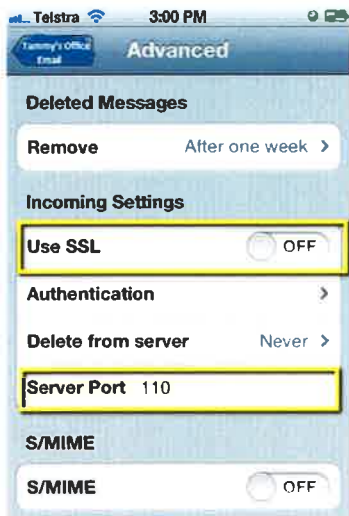 Telstra 3:00 PM
Tammy's Office
Email
Advanced
Deleted Messages
Remove After one week
Incoming Settings
Use SSL OFF
Authentication
Delete from server Never
Server Port 110
S/MIME
S/MIME OFF